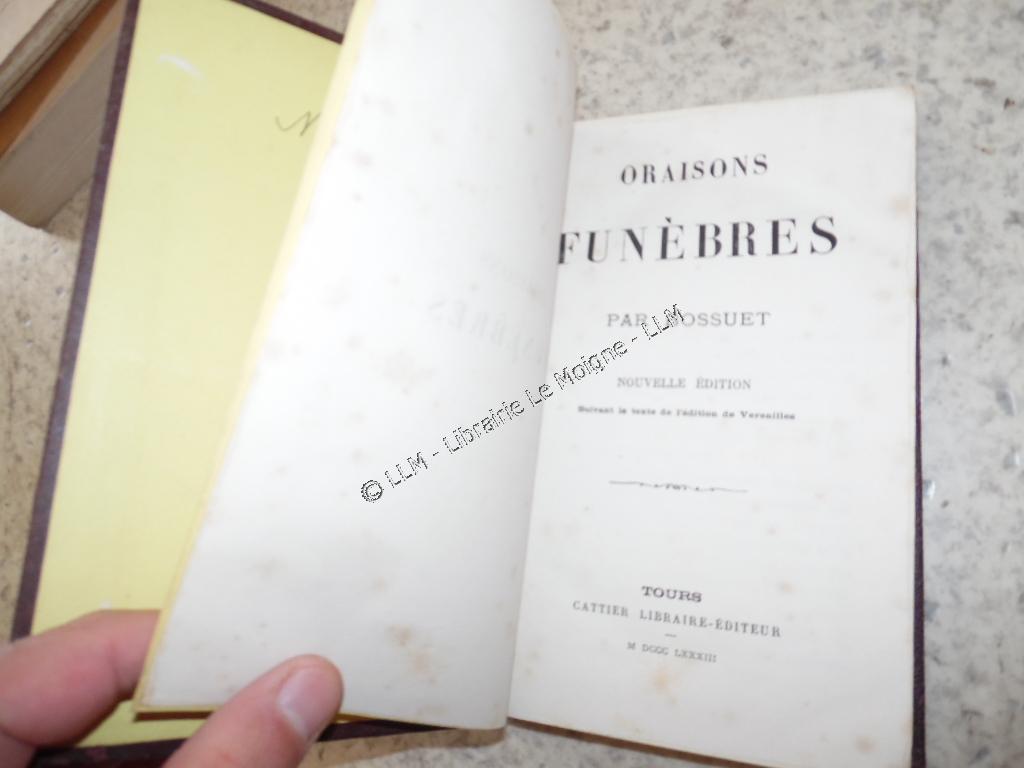 ORAISONS
FUNÈBRES
PAR BOSSUET
NOUVELLE ÉDITION
Suivant le texte de l'édition de Versailles
TOURS
CATTIER LIBRAIRE-ÉDITEUR
M DCCC LXXXIII
© LLM - Librairie Le Moigne - LLM